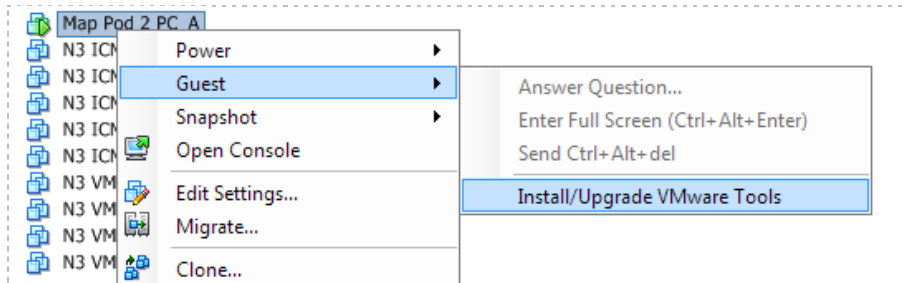 Map Pod 2 PC_A
N3 ICM
Power
N3 ICM
Guest
Answer Question...
N3 ICM
Snapshot
Enter Full Screen (Ctrl+Alt+Enter)
N3 ICM
Open Console
Send Ctrl+Alt+del
N3 ICM
N3 VM
Edit Settings...
Install/Upgrade VMware Tools
N3 VM
Migrate...
N3 VM
N3 VM
Clone...